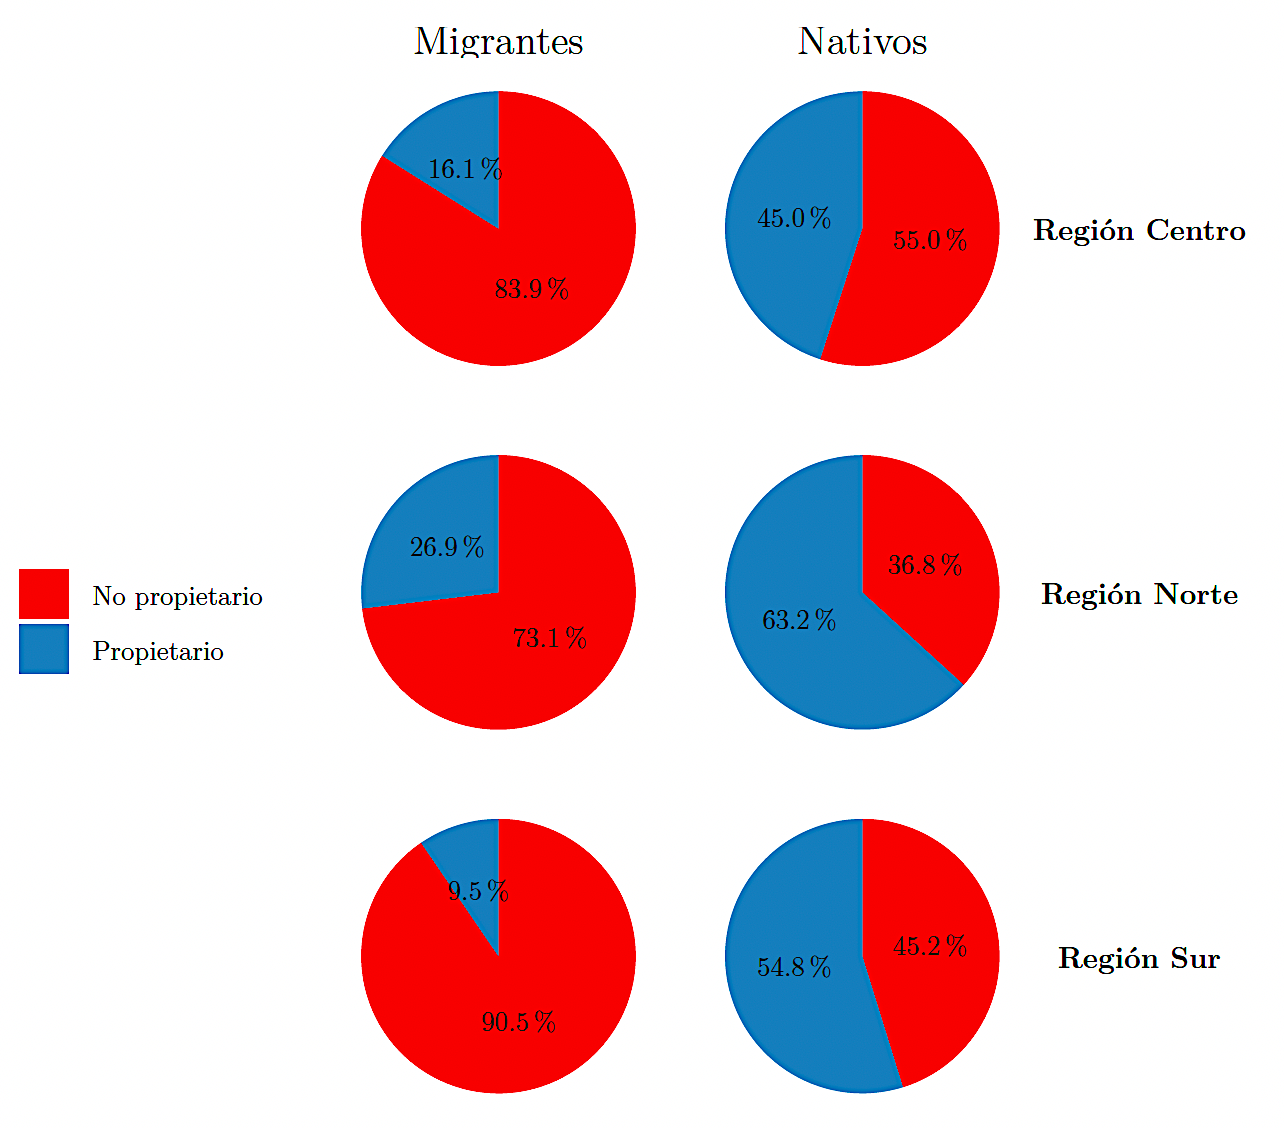 Migrantes
Nativos
16.1 %
83.9 %
45.0 %
55.0 %
Región Centro
No propietario
Propietario
26.9 %
73.1 %
63.2 %
36.8 %
Región Norte
9.5 %
90.5 %
54.8 %
45.2 %
Región Sur